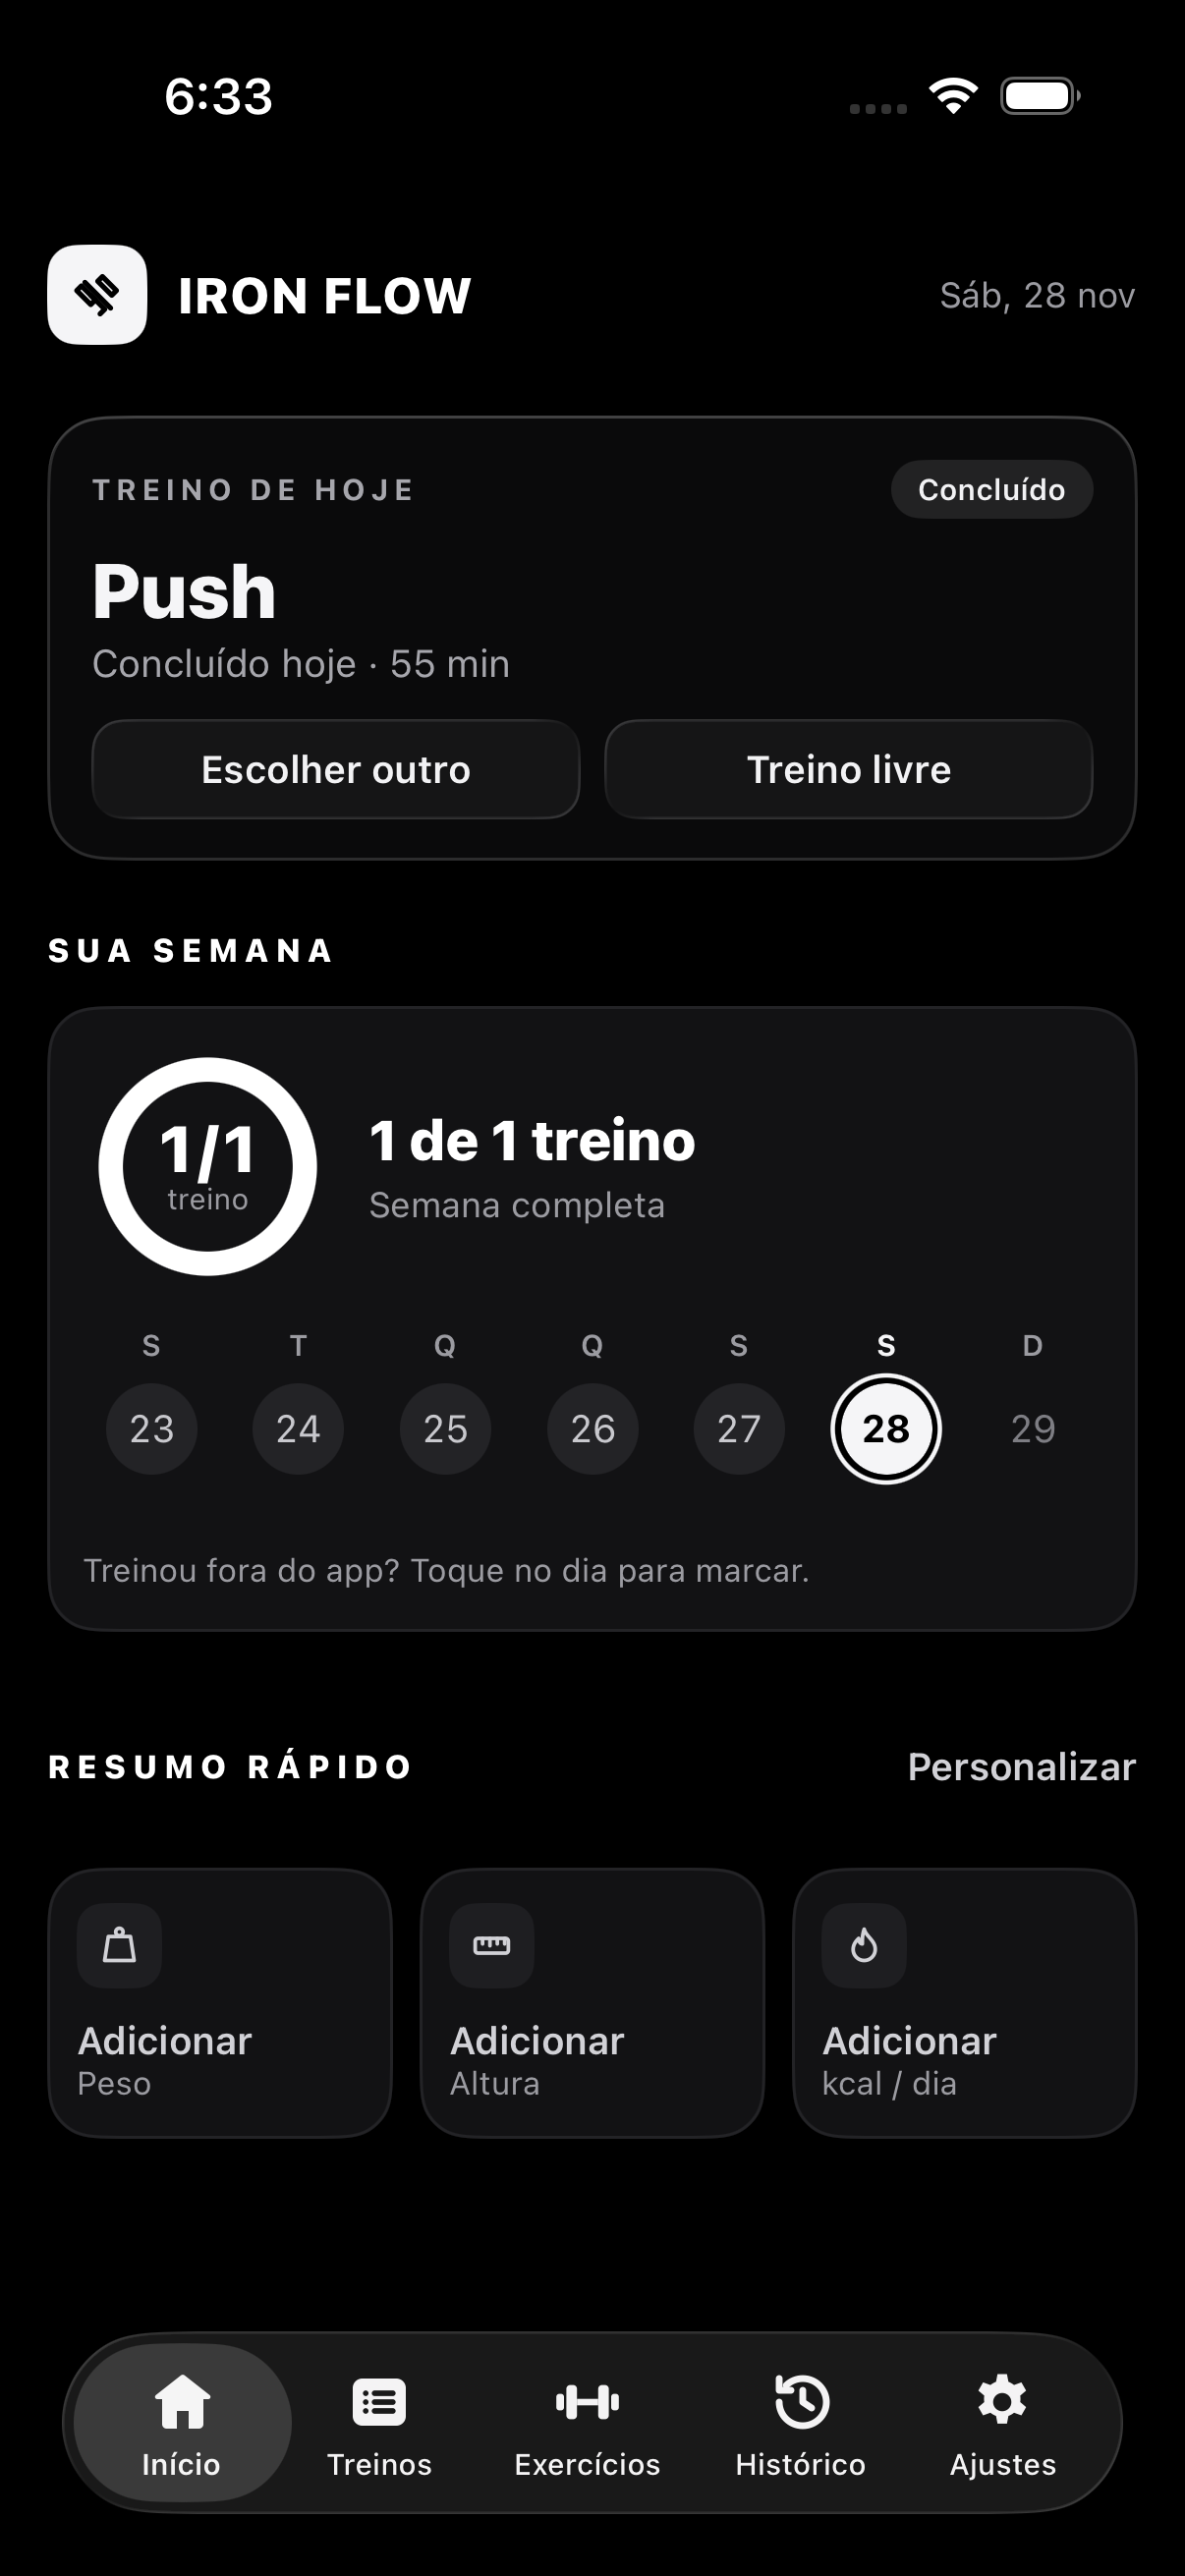 6:33
IRON FLOW
Sáb, 28 nov
TREINO DE HOJE
Concluído
Push
Concluído hoje · 55 min
Escolher outro
Treino livre
SUA SEMANA
1/1
treino
1 de 1 treino
Semana completa
S T Q Q S S D
23 24 25 26 27 28 29
Treinou fora do app? Toque no dia para marcar.
RESUMO RÁPIDO
Personalizar
Adicionar
Peso
Adicionar
Altura
Adicionar
kcal / dia
Início
Treinos
Exercícios
Histórico
Ajustes